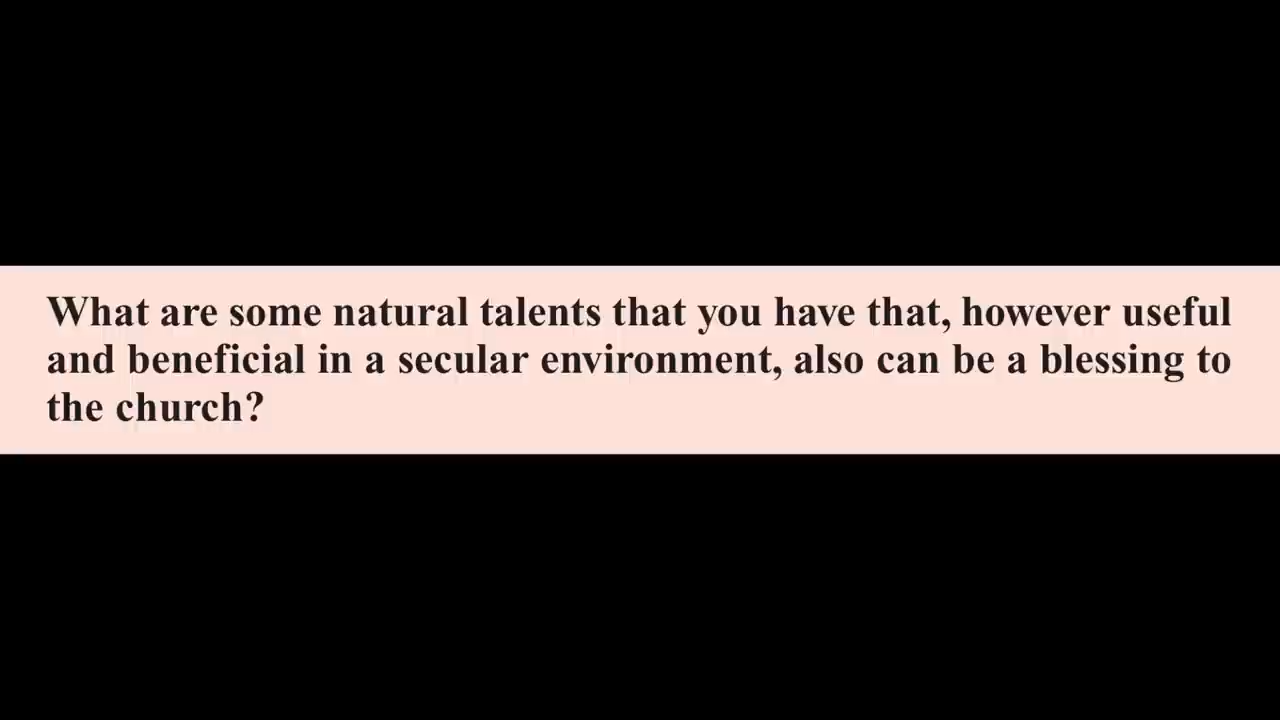 What are some natural talents that you have that, however useful
and beneficial in a secular environment, also can be a blessing to
the church?